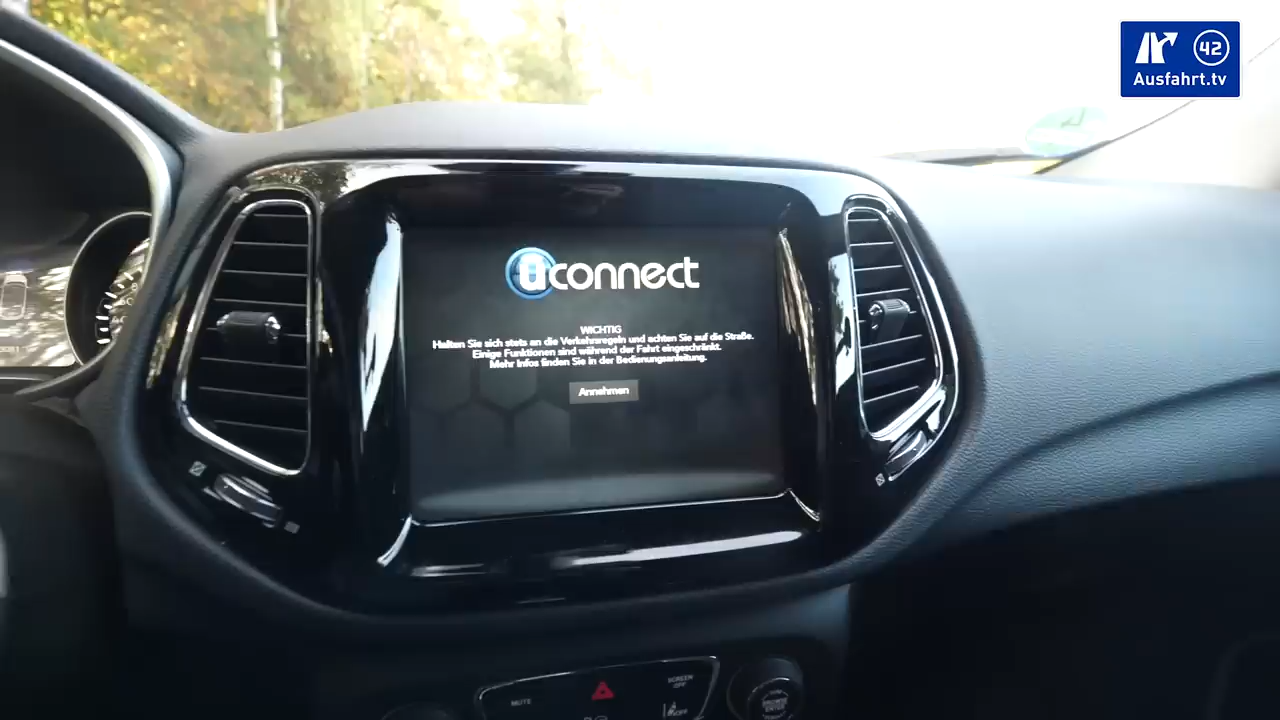 42
Ausfahrt.tv
uconnect
WICHTIG
Halten Sie sich stets an die Verkehrsregeln und achten Sie auf die Straße.
Einige Funktionen sind während der Fahrt eingeschränkt.
Mehr Infos finden Sie in der Bedienungsanleitung.
Annehmen
MUTE
SCREEN
OFF
OFF